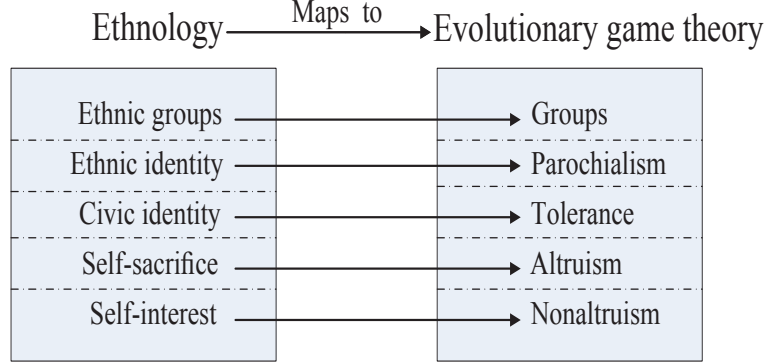 Ethnology Maps to Evolutionary game theory
Ethnic groups Groups
Ethnic identity Parochialism
Civic identity Tolerance
Self-sacrifice Altruism
Self-interest Nonaltruism